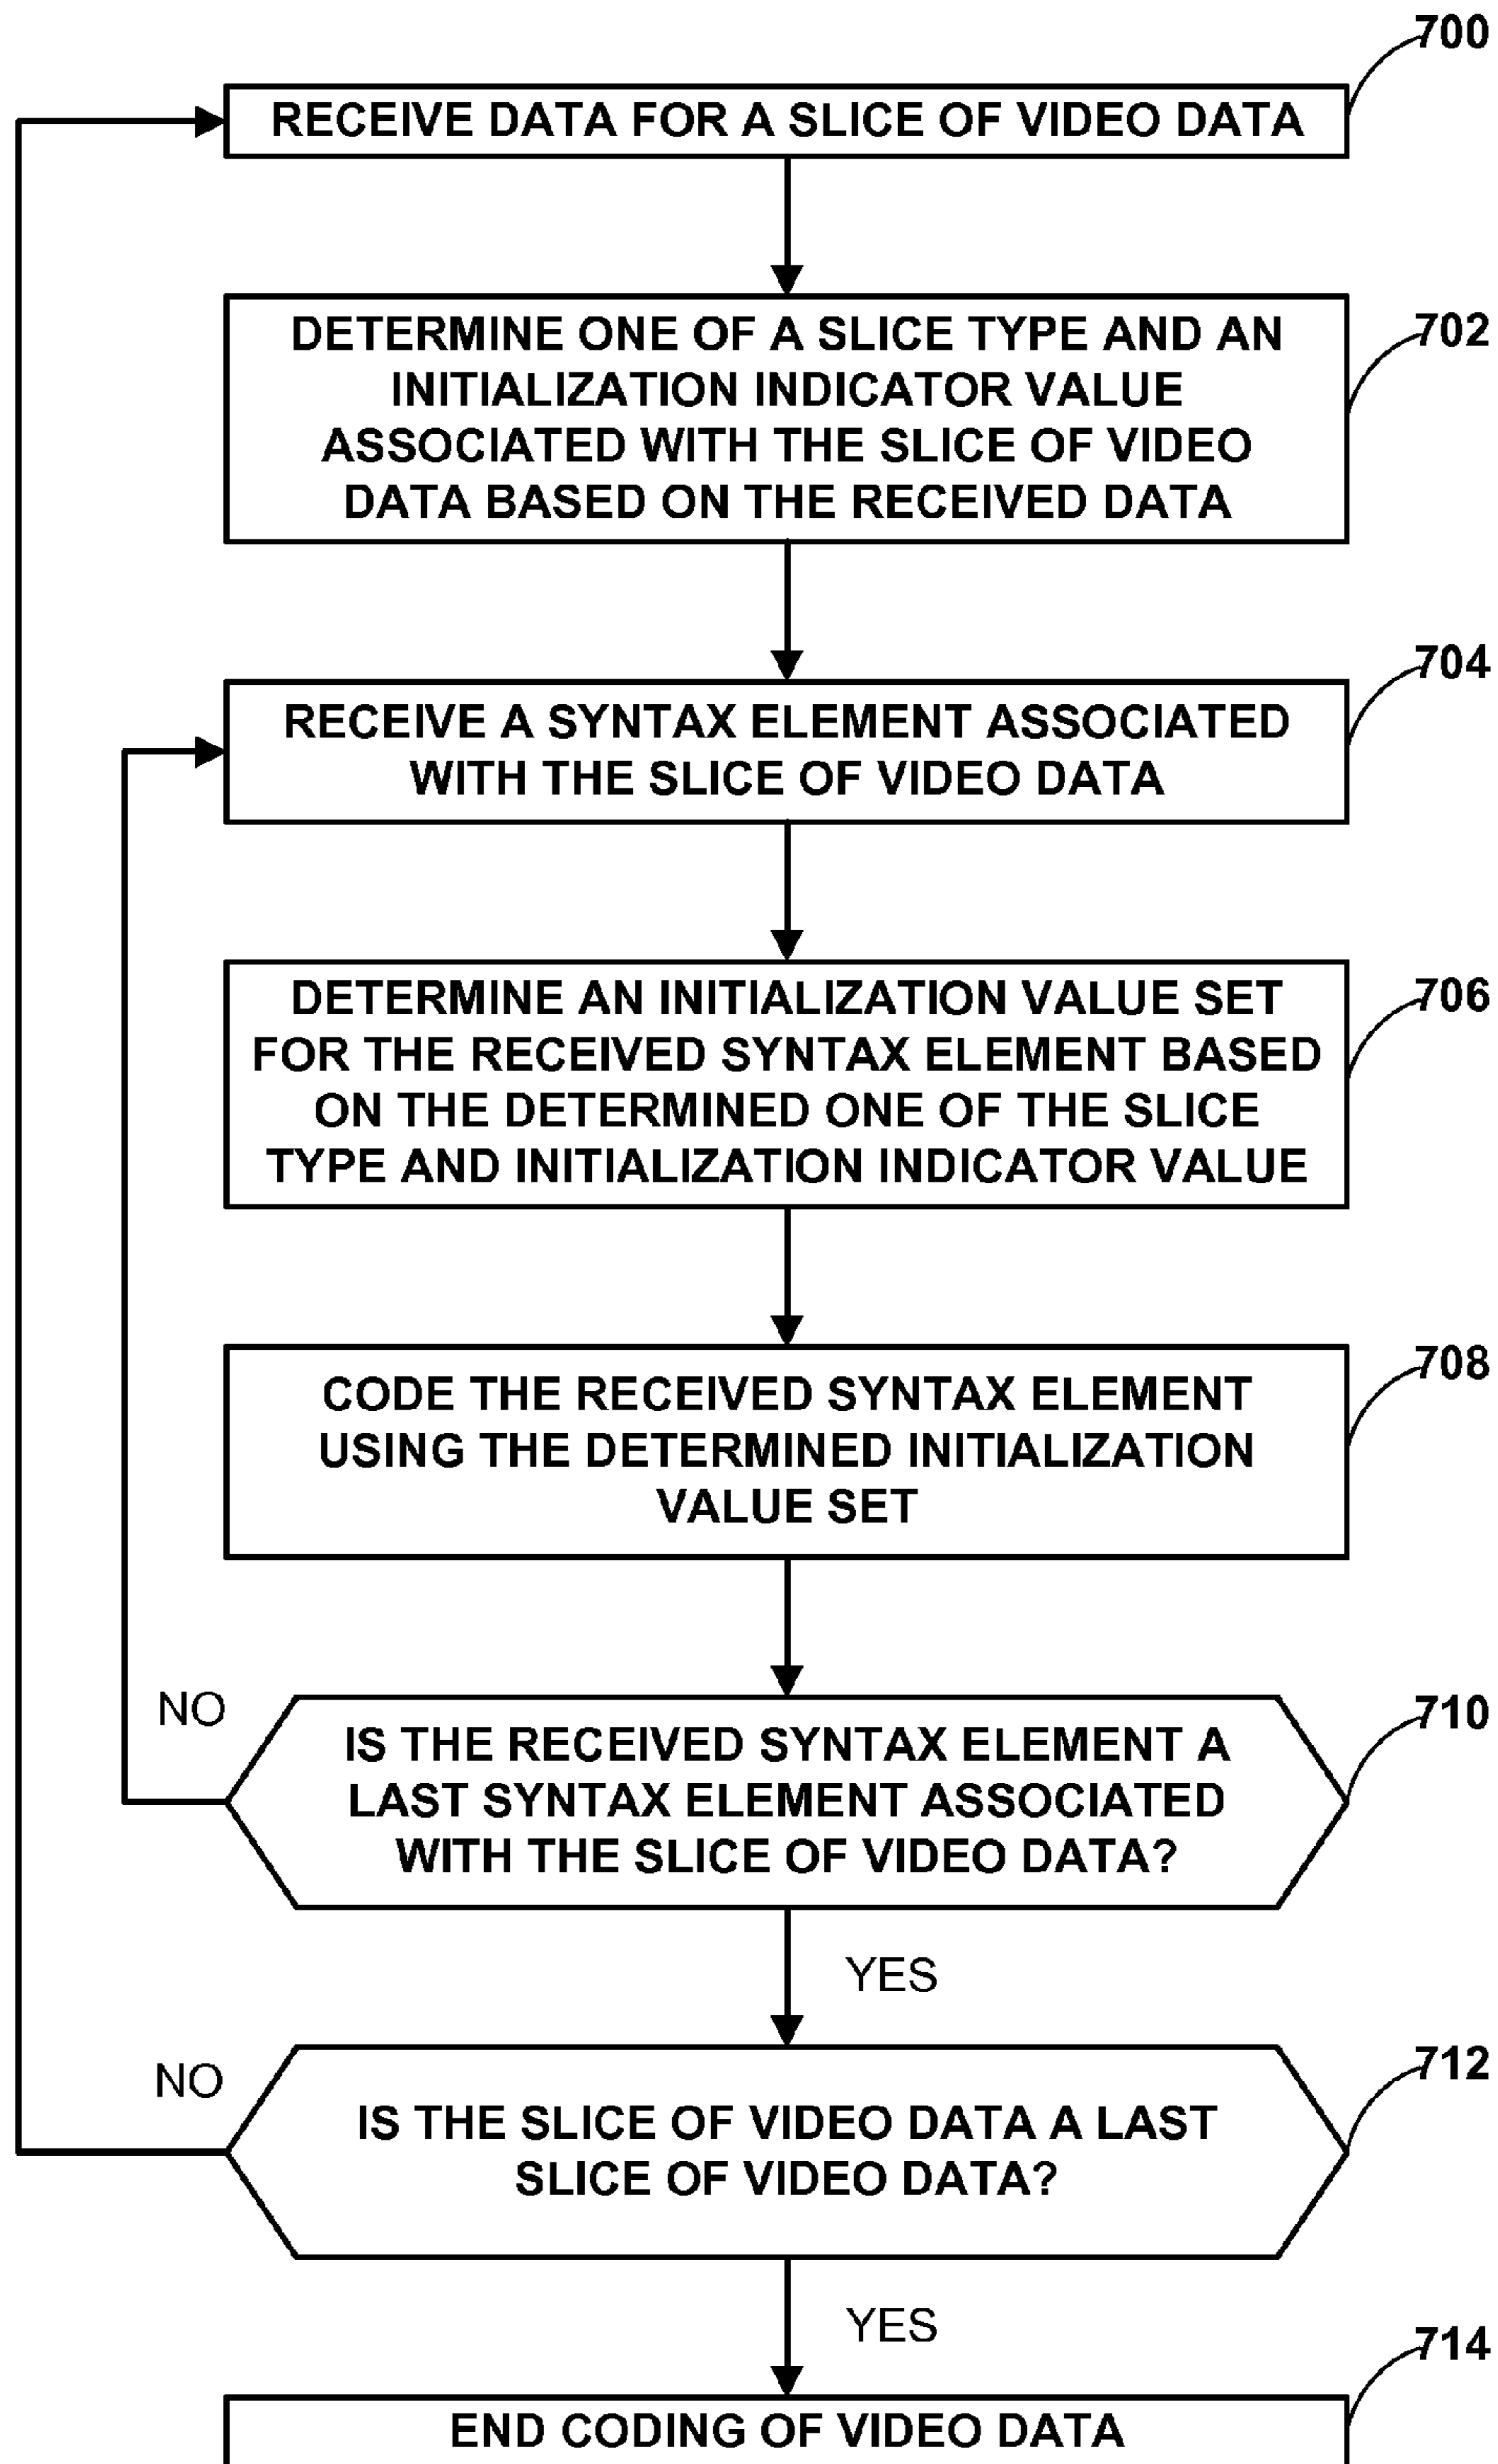 700
RECEIVE DATA FOR A SLICE OF VIDEO DATA
702
DETERMINE ONE OF A SLICE TYPE AND AN
INITIALIZATION INDICATOR VALUE
ASSOCIATED WITH THE SLICE OF VIDEO
DATA BASED ON THE RECEIVED DATA
704
RECEIVE A SYNTAX ELEMENT ASSOCIATED
WITH THE SLICE OF VIDEO DATA
706
DETERMINE AN INITIALIZATION VALUE SET
FOR THE RECEIVED SYNTAX ELEMENT BASED
ON THE DETERMINED ONE OF THE SLICE
TYPE AND INITIALIZATION INDICATOR VALUE
708
CODE THE RECEIVED SYNTAX ELEMENT
USING THE DETERMINED INITIALIZATION
VALUE SET
710
NO
IS THE RECEIVED SYNTAX ELEMENT A
LAST SYNTAX ELEMENT ASSOCIATED
WITH THE SLICE OF VIDEO DATA?
YES
712
NO
IS THE SLICE OF VIDEO DATA A LAST
SLICE OF VIDEO DATA?
YES
714
END CODING OF VIDEO DATA